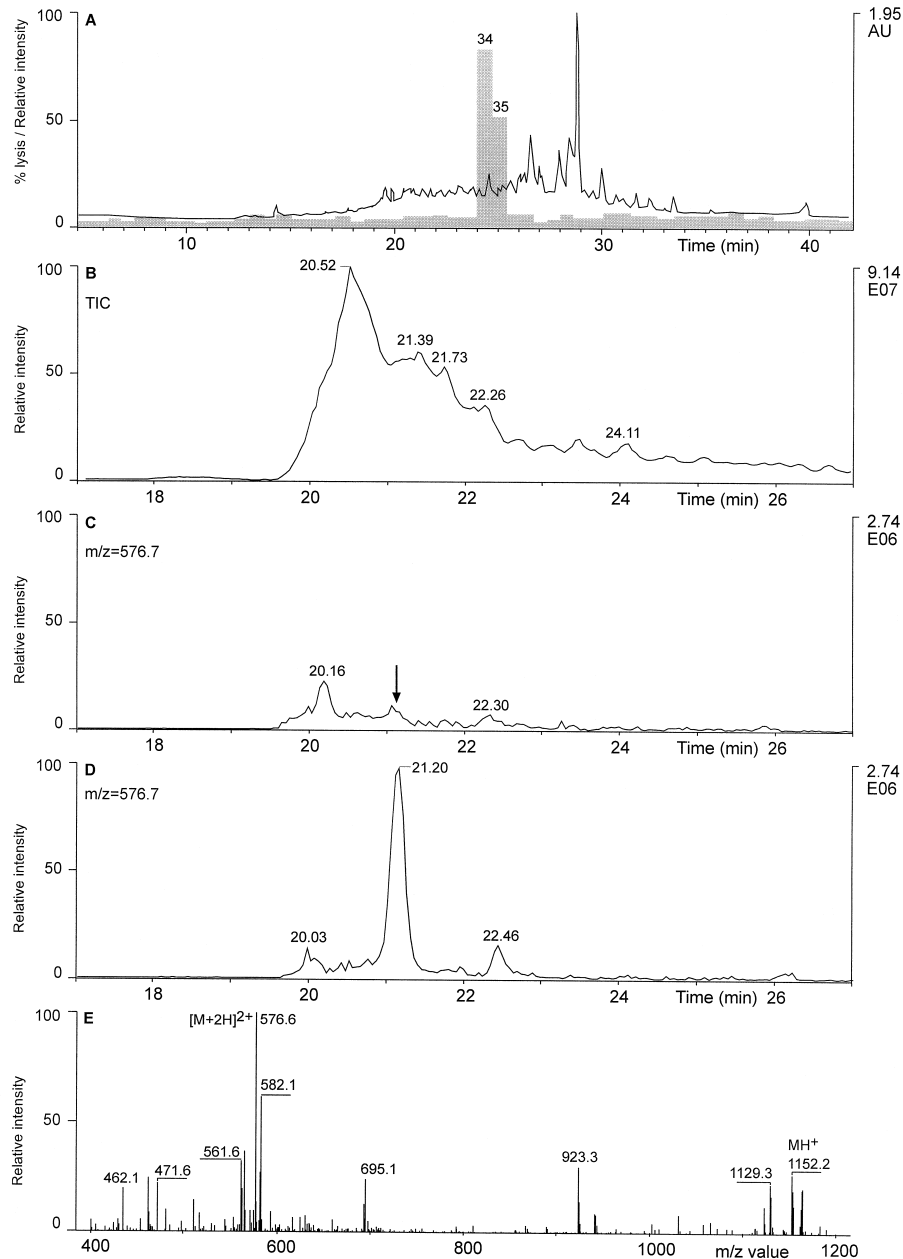 A
100
1.95
AU
34
35
50
0
% lysis / Relative intensity
10 20 30 Time (min) 40
B
100
20.52
9.14
E07
TIC
21.39
21.73
22.26
24.11
50
0
Relative intensity
18 20 22 24 Time (min) 26
C
100
2.74
E06
m/z=576.7
50
20.16
22.30
0
Relative intensity
18 20 22 24 Time (min) 26
D
100
21.20
2.74
E06
m/z=576.7
50
20.03
22.46
0
Relative intensity
18 20 22 24 Time (min) 26
E
100
[M+2H]2+ 576.6
582.1
50
561.6
462.1
471.6
695.1
923.3
1129.3
MH+
1152.2
0
Relative intensity
400 600 800 1000 m/z value 1200